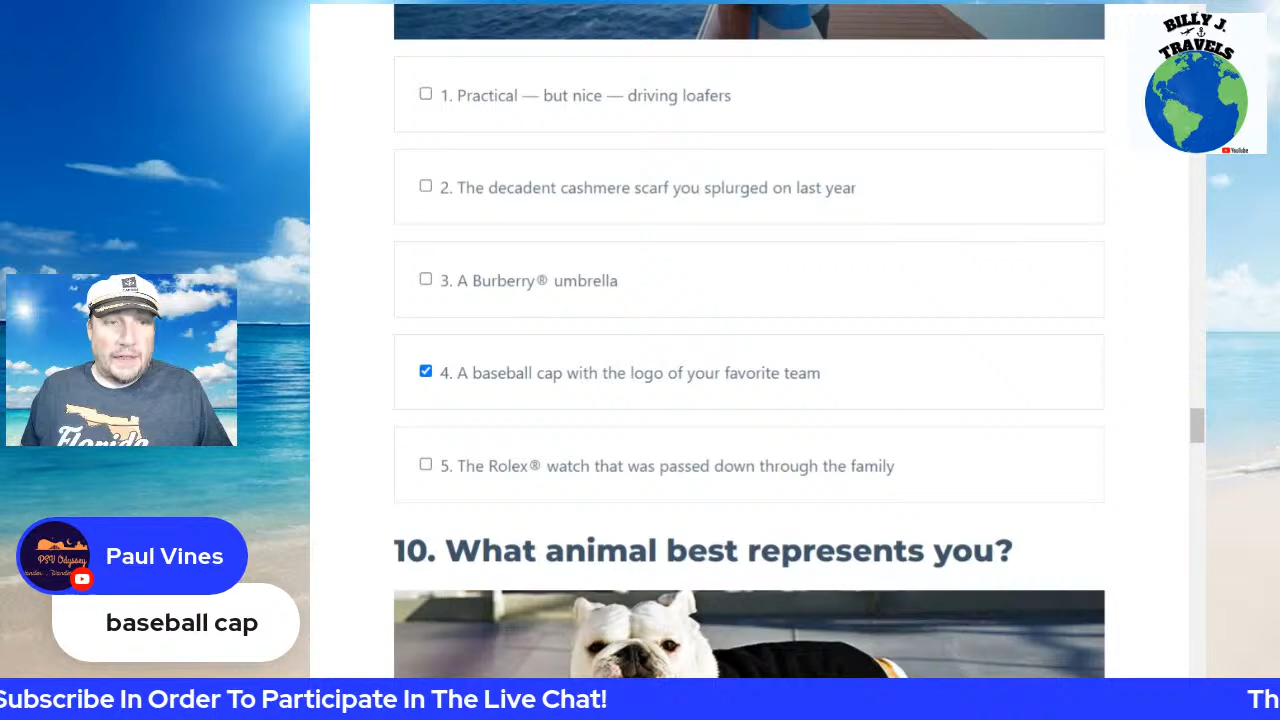 BILLY J.
TRAVELS
YouTube
1. Practical — but nice — driving loafers
2. The decadent cashmere scarf you splurged on last year
3. A Burberry® umbrella
4. A baseball cap with the logo of your favorite team
5. The Rolex® watch that was passed down through the family
10. What animal best represents you?
Florida
PSV Odyssey
Paul Vines
baseball cap
Subscribe In Order To Participate In The Live Chat!
Th